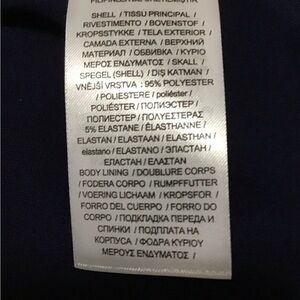 SHELL / TISSU PRINCIPAL /
RIVESTIMENTO / BOVENSTOF /
KROPSSTYKKE / TELA EXTERIOR /
CAMADA EXTERNA / ВЕРХНИЙ
МАТЕРИАЛ / ОБВИВКА / ΚΥΡΙΟ
ΜΕΡΟΣ ΕΝΔΥΜΑΤΟΣ / SKALL /
SPEGEL (SHELL) / DIŞ KATMAN /
VNĚJŠÍ VRSTVA : 95% POLYESTER
/ POLIESTERE / poliéster /
POLIÉSTER / ПОЛИЭСТЕР /
ПОЛИЕСТЕР / ΠΟΛΥΕΣΤΕΡΑΣ
5% ELASTANE / ÉLASTHANNE /
ELASTAN / ELASTAAN / ELASTHAN /
elastano / ELASTANO / ЭЛАСТАН /
ЕЛАСТАН / ΕΛΑΣΤΑΝ
BODY LINING / DOUBLURE CORPS
/ FODERA CORPO / RUMPFFUTTER
/ VOERING LICHAAM / KROPSFOR /
FORRO DEL CUERPO / FORRO DO
CORPO / ПОДКЛАДКА ПЕРЕДА И
СПИНКИ / ПОДПЛАТА НА
КОРПУСА / ΦΟΔΡΑ ΚΥΡΙΟΥ
ΜΕΡΟΥΣ ΕΝΔΥΜΑΤΟΣ /